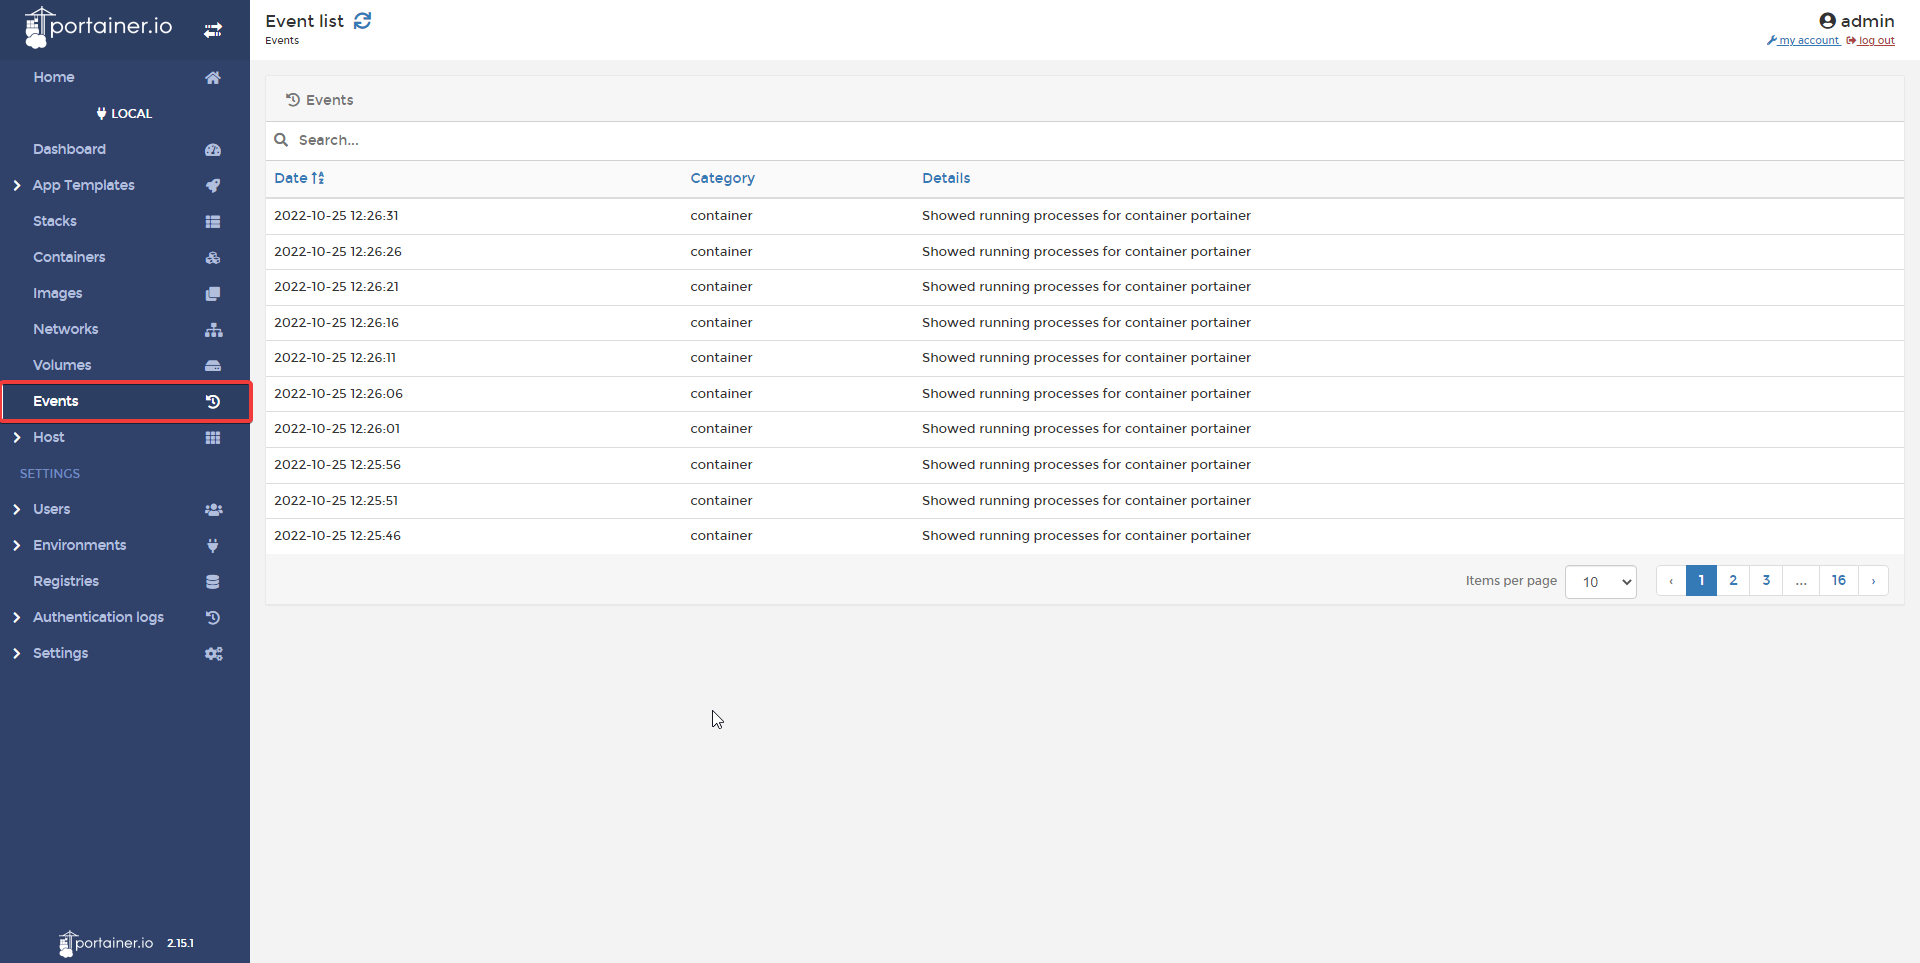 portainer.io
Home
LOCAL
Dashboard
App Templates
Stacks
Containers
Images
Networks
Volumes
Events
Host
SETTINGS
Users
Environments
Registries
Authentication logs
Settings
portainer.io 2.15.1
Event list
Events
admin
my account log out
Events
Search...
Date Category Details
2022-10-25 12:26:31 container Showed running processes for container portainer
2022-10-25 12:26:26 container Showed running processes for container portainer
2022-10-25 12:26:21 container Showed running processes for container portainer
2022-10-25 12:26:16 container Showed running processes for container portainer
2022-10-25 12:26:11 container Showed running processes for container portainer
2022-10-25 12:26:06 container Showed running processes for container portainer
2022-10-25 12:26:01 container Showed running processes for container portainer
2022-10-25 12:25:56 container Showed running processes for container portainer
2022-10-25 12:25:51 container Showed running processes for container portainer
2022-10-25 12:25:46 container Showed running processes for container portainer
Items per page 10 ‹ 1 2 3 ... 16 ›